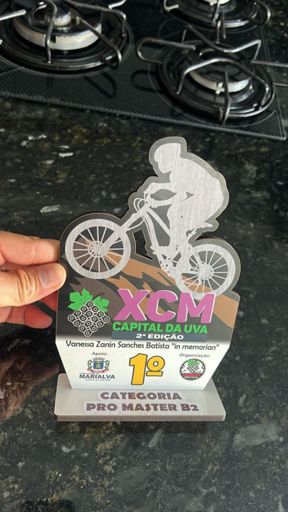 XCM
CAPITAL DA UVA
2ª EDIÇÃO
Vanessa Zanin Sanches Batista "in memorian"
Apoio:
Organização:
MARIALVA
1º
CATEGORIA
PRO MASTER B2